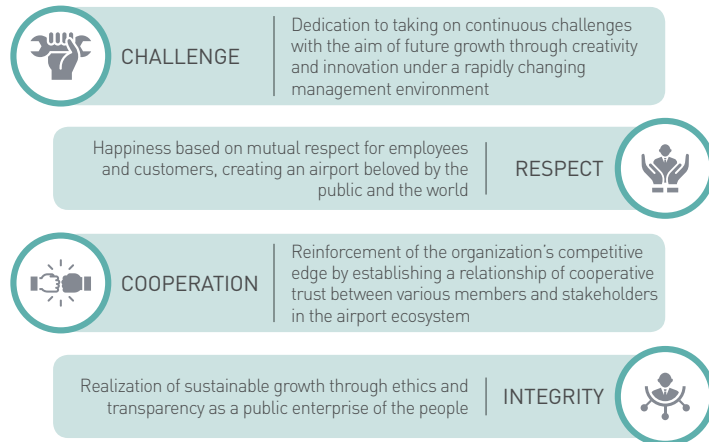 CHALLENGE
Dedication to taking on continuous challenges
with the aim of future growth through creativity
and innovation under a rapidly changing
management environment
Happiness based on mutual respect for employees
and customers, creating an airport beloved by the
public and the world
RESPECT
COOPERATION
Reinforcement of the organization's competitive
edge by establishing a relationship of cooperative
trust between various members and stakeholders
in the airport ecosystem
Realization of sustainable growth through ethics and
transparency as a public enterprise of the people
INTEGRITY